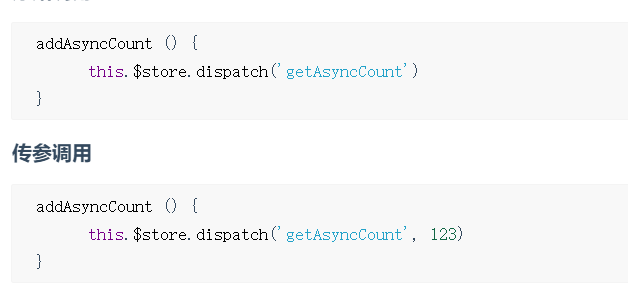 addAsyncCount () {
this.$store.dispatch('getAsyncCount')
}
传参调用
addAsyncCount () {
this.$store.dispatch('getAsyncCount', 123)
}